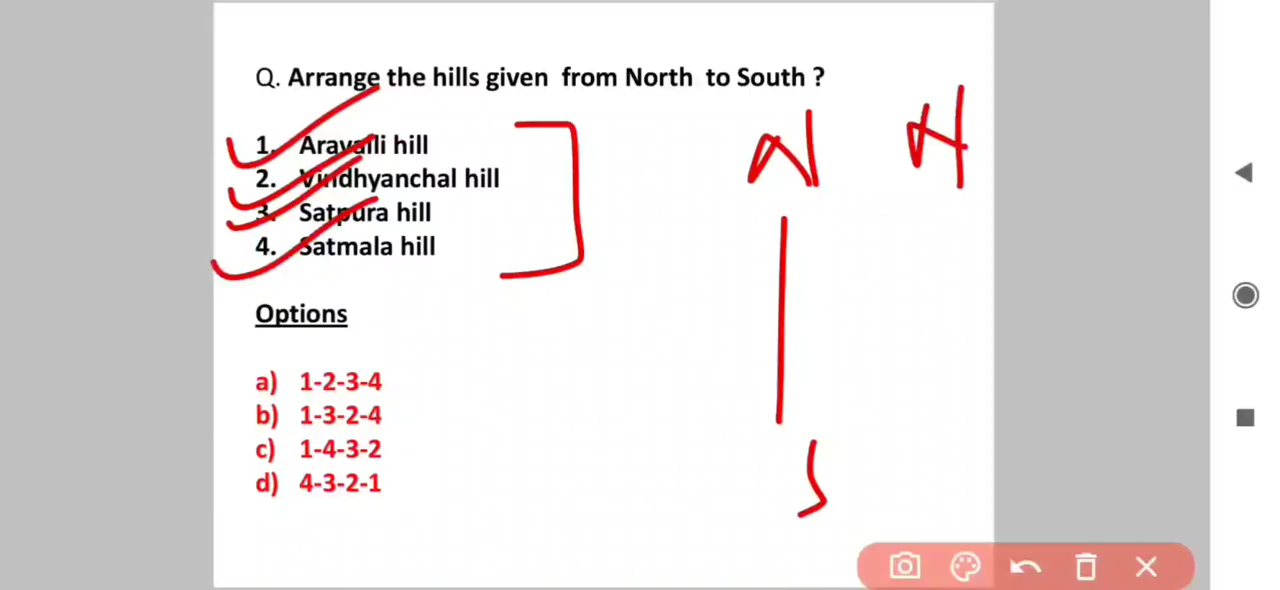 Q. Arrange the hills given from North to South ?
1. Aravalli hill
2. Vindhyanchal hill
3. Satpura hill
4. Satmala hill
Options
a) 1-2-3-4
b) 1-3-2-4
c) 1-4-3-2
d) 4-3-2-1
N
S